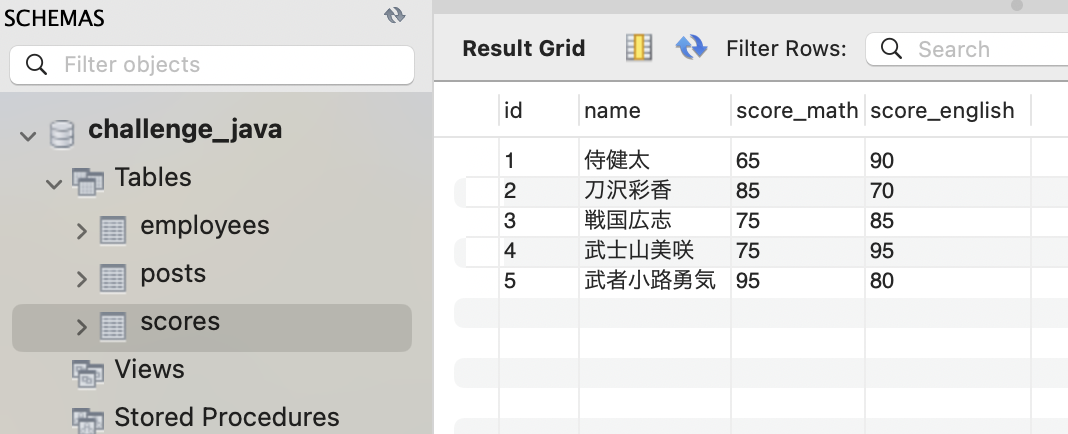 SCHEMAS
Filter objects
challenge_java
Tables
employees
posts
scores
Views
Stored Procedures
Result Grid Filter Rows: Search
id name score_math score_english
1 侍健太 65 90
2 刀沢彩香 85 70
3 戦国広志 75 85
4 武士山美咲 75 95
5 武者小路勇気 95 80